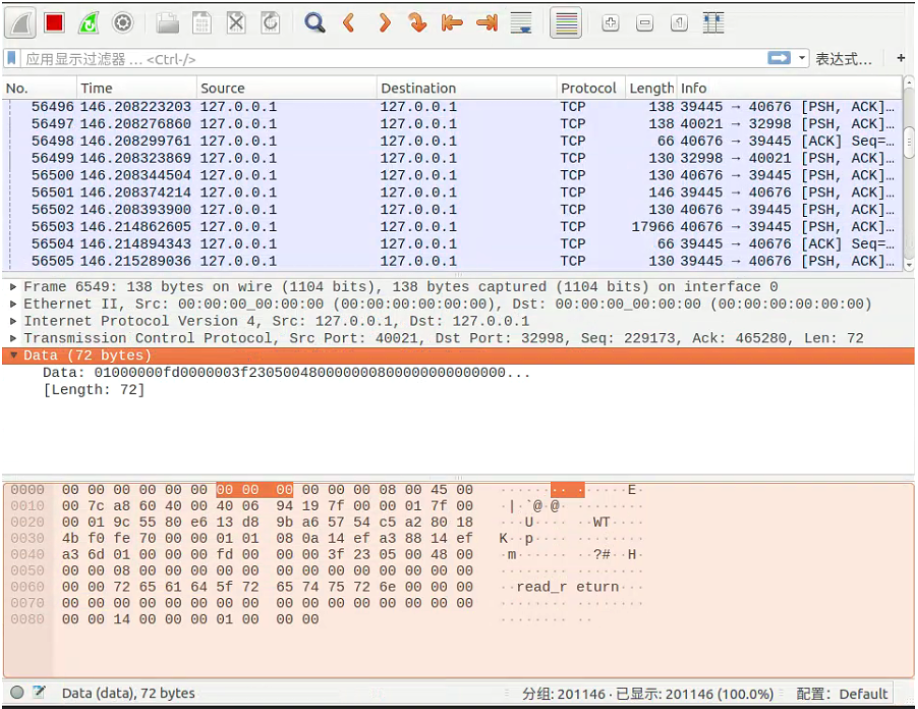 应用显示过滤器 … <Ctrl-/> 表达式… +
No. Time Source Destination Protocol Length Info
56496 146.208223203 127.0.0.1 127.0.0.1 TCP 138 39445 → 40676 [PSH, ACK]…
56497 146.208276860 127.0.0.1 127.0.0.1 TCP 138 40021 → 32998 [PSH, ACK]…
56498 146.208299761 127.0.0.1 127.0.0.1 TCP 66 40676 → 39445 [ACK] Seq=…
56499 146.208323869 127.0.0.1 127.0.0.1 TCP 130 32998 → 40021 [PSH, ACK]…
56500 146.208344504 127.0.0.1 127.0.0.1 TCP 130 40676 → 39445 [PSH, ACK]…
56501 146.208374214 127.0.0.1 127.0.0.1 TCP 146 39445 → 40676 [PSH, ACK]…
56502 146.208393900 127.0.0.1 127.0.0.1 TCP 130 40676 → 39445 [PSH, ACK]…
56503 146.214862605 127.0.0.1 127.0.0.1 TCP 17966 40676 → 39445 [PSH, ACK]…
56504 146.214894343 127.0.0.1 127.0.0.1 TCP 66 39445 → 40676 [ACK] Seq=…
56505 146.215289036 127.0.0.1 127.0.0.1 TCP 130 39445 → 40676 [PSH, ACK]…
Frame 6549: 138 bytes on wire (1104 bits), 138 bytes captured (1104 bits) on interface 0
Ethernet II, Src: 00:00:00_00:00:00 (00:00:00:00:00:00), Dst: 00:00:00_00:00:00 (00:00:00:00:00:00)
Internet Protocol Version 4, Src: 127.0.0.1, Dst: 127.0.0.1
Transmission Control Protocol, Src Port: 40021, Dst Port: 32998, Seq: 229173, Ack: 465280, Len: 72
Data (72 bytes)
Data: 01000000fd0000003f23050048000000080000000000000...
[Length: 72]
0000 00 00 00 00 00 00 00 00 00 00 00 00 08 00 45 00 ········ ······E·
0010 00 7c a8 60 40 00 40 06 94 19 7f 00 00 01 7f 00 ·|·`@·@· ········
0020 00 01 9c 55 80 e6 13 d8 9b a6 57 54 c5 a2 80 18 ···U···· ··WT····
0030 4b f0 fe 70 00 00 01 01 08 0a 14 ef a3 88 14 ef K··p···· ········
0040 a3 6d 01 00 00 00 fd 00 00 00 3f 23 05 00 48 00 ·m······ ··?#··H·
0050 00 00 08 00 00 00 00 00 00 00 00 00 00 00 00 00 ········ ········
0060 00 00 72 65 61 64 5f 72 65 74 75 72 6e 00 00 00 ··read_r eturn···
0070 00 00 00 00 00 00 00 00 00 00 00 00 00 00 00 00 ········ ········
0080 00 00 14 00 00 00 01 00 00 00 ········ ··
Data (data), 72 bytes 分组: 201146 · 已显示: 201146 (100.0%) 配置: Default